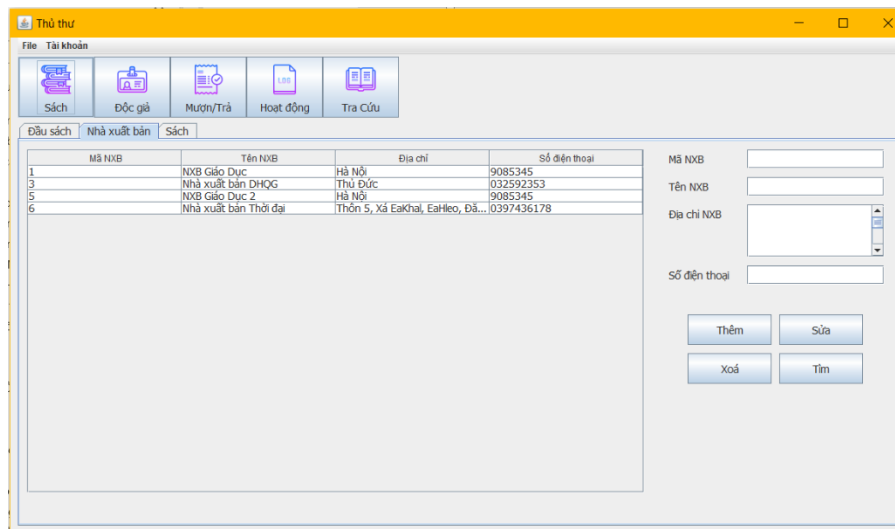 Thủ thư
File Tài khoản
LOG
Sách Độc giả Mượn/Trả Hoạt động Tra Cứu
Đầu sách Nhà xuất bản Sách
Mã NXB Tên NXB Địa chỉ Số điện thoại
1 NXB Giáo Dục Hà Nội 9085345
3 Nhà xuất bản DHQG Thủ Đức 032592353
5 NXB Giáo Dục 2 Hà Nội 9085345
6 Nhà xuất bản Thời đại Thôn 5, Xá EaKhal, EaHleo, Đă... 0397436178
Mã NXB
Tên NXB
Địa chỉ NXB
Số điện thoại
Thêm Sửa
Xoá Tìm